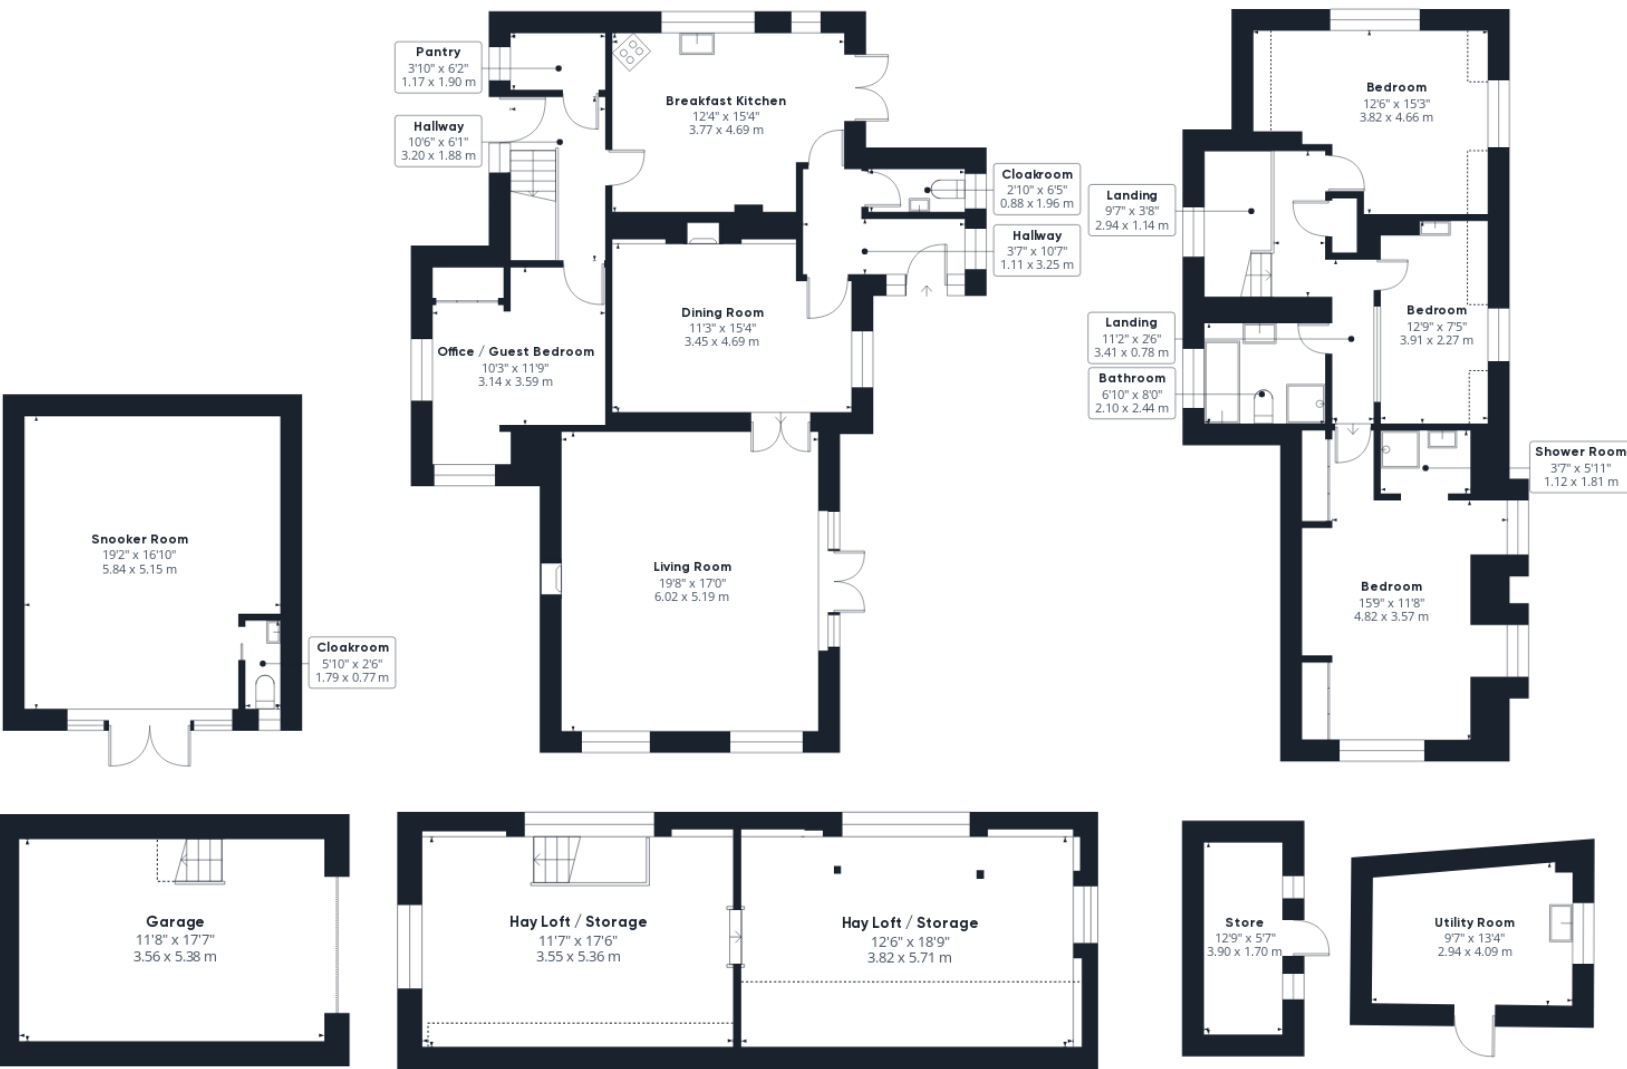 Pantry
3'10" x 6'2"
1.17 x 1.90 m
Hallway
10'6" x 6'1"
3.20 x 1.88 m
Breakfast Kitchen
12'4" x 15'4"
3.77 x 4.69 m
Cloakroom
2'10" x 6'5"
0.88 x 1.96 m
Hallway
3'7" x 10'7"
1.11 x 3.25 m
Dining Room
11'3" x 15'4"
3.45 x 4.69 m
Office / Guest Bedroom
10'3" x 11'9"
3.14 x 3.59 m
Living Room
19'8" x 17'0"
6.02 x 5.19 m
Snooker Room
19'2" x 16'10"
5.84 x 5.15 m
Cloakroom
5'10" x 2'6"
1.79 x 0.77 m
Bedroom
12'6" x 15'3"
3.82 x 4.66 m
Landing
9'7" x 3'8"
2.94 x 1.14 m
Bedroom
12'9" x 7'5"
3.91 x 2.27 m
Landing
11'2" x 2'6"
3.41 x 0.78 m
Bathroom
6'10" x 8'0"
2.10 x 2.44 m
Shower Room
3'7" x 5'11"
1.12 x 1.81 m
Bedroom
15'9" x 11'8"
4.82 x 3.57 m
Garage
11'8" x 17'7"
3.56 x 5.38 m
Hay Loft / Storage
11'7" x 17'6"
3.55 x 5.36 m
Hay Loft / Storage
12'6" x 18'9"
3.82 x 5.71 m
Store
12'9" x 5'7"
3.90 x 1.70 m
Utility Room
9'7" x 13'4"
2.94 x 4.09 m